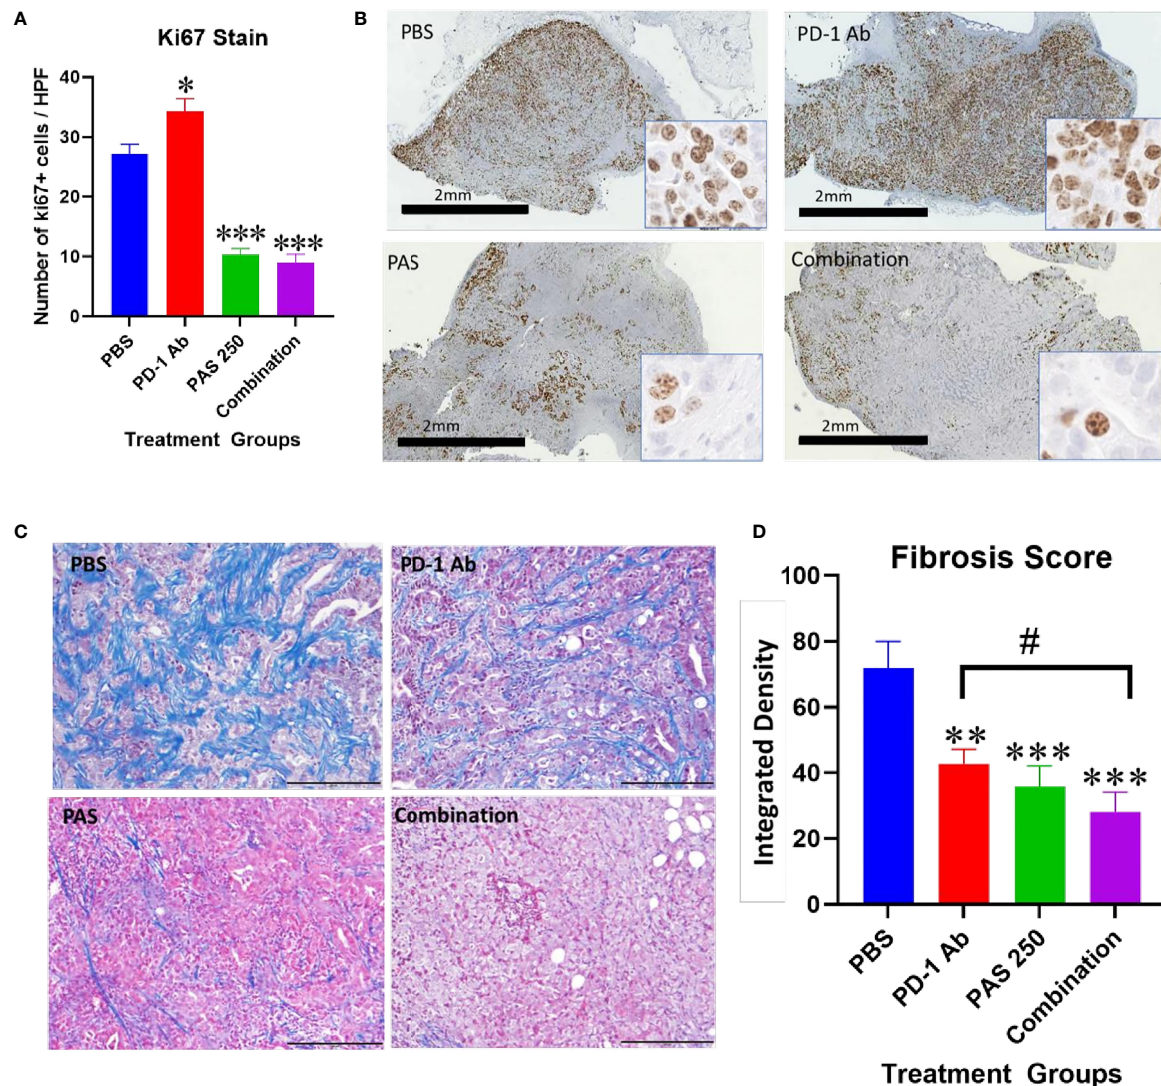 A
Ki67 Stain
Number of ki67+ cells / HPF
40
30
20
10
0
*
***
***
PBS
PD-1 Ab
PAS 250
Combination
Treatment Groups
B
PBS
2mm
PD-1 Ab
2mm
PAS
2mm
Combination
2mm
C
PBS
PD-1 Ab
PAS
Combination
D
Fibrosis Score
Integrated Density
100
80
60
40
20
0
#
**
***
***
PBS
PD-1 Ab
PAS 250
Combination
Treatment Groups